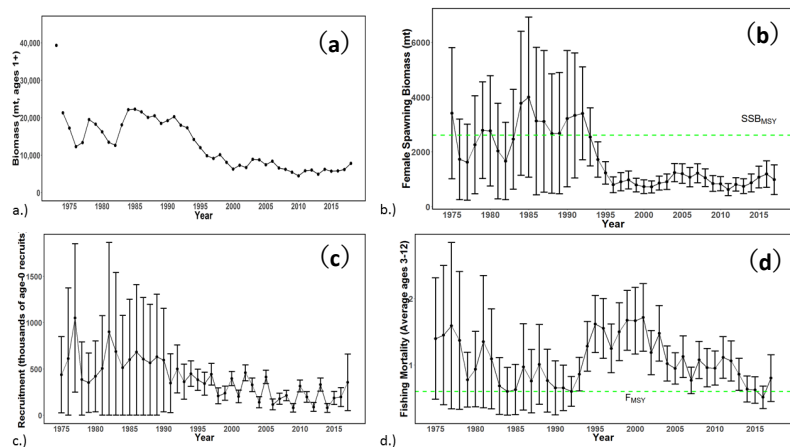 (a)
Biomass (mt, ages 1+)
40,000
30,000
20,000
10,000
0
1975 1980 1985 1990 1995 2000 2005 2010 2015
Year
a.)
(b)
Female Spawning Biomass (mt)
6000
4000
2000
0
SSBMSY
1975 1980 1985 1990 1995 2000 2005 2010 2015
Year
b.)
(c)
Recruitment (thousands of age-0 recruits
1500
1000
500
0
1975 1980 1985 1990 1995 2000 2005 2010 2015
Year
c.)
(d)
Fishing Mortality (Average ages 3-12)
2
1
FMSY
1975 1980 1985 1990 1995 2000 2005 2010 2015
Year
d.)